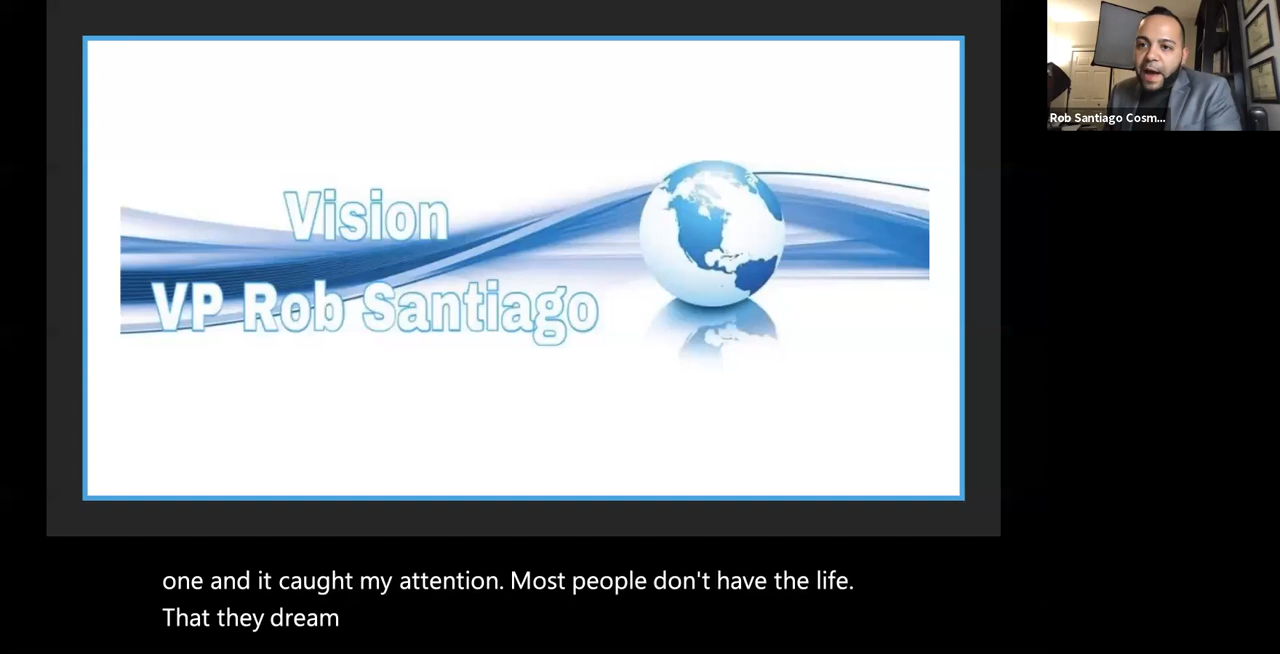 Rob Santiago Cosm...
Vision
VP Rob Santiago
one and it caught my attention. Most people don't have the life.
That they dream